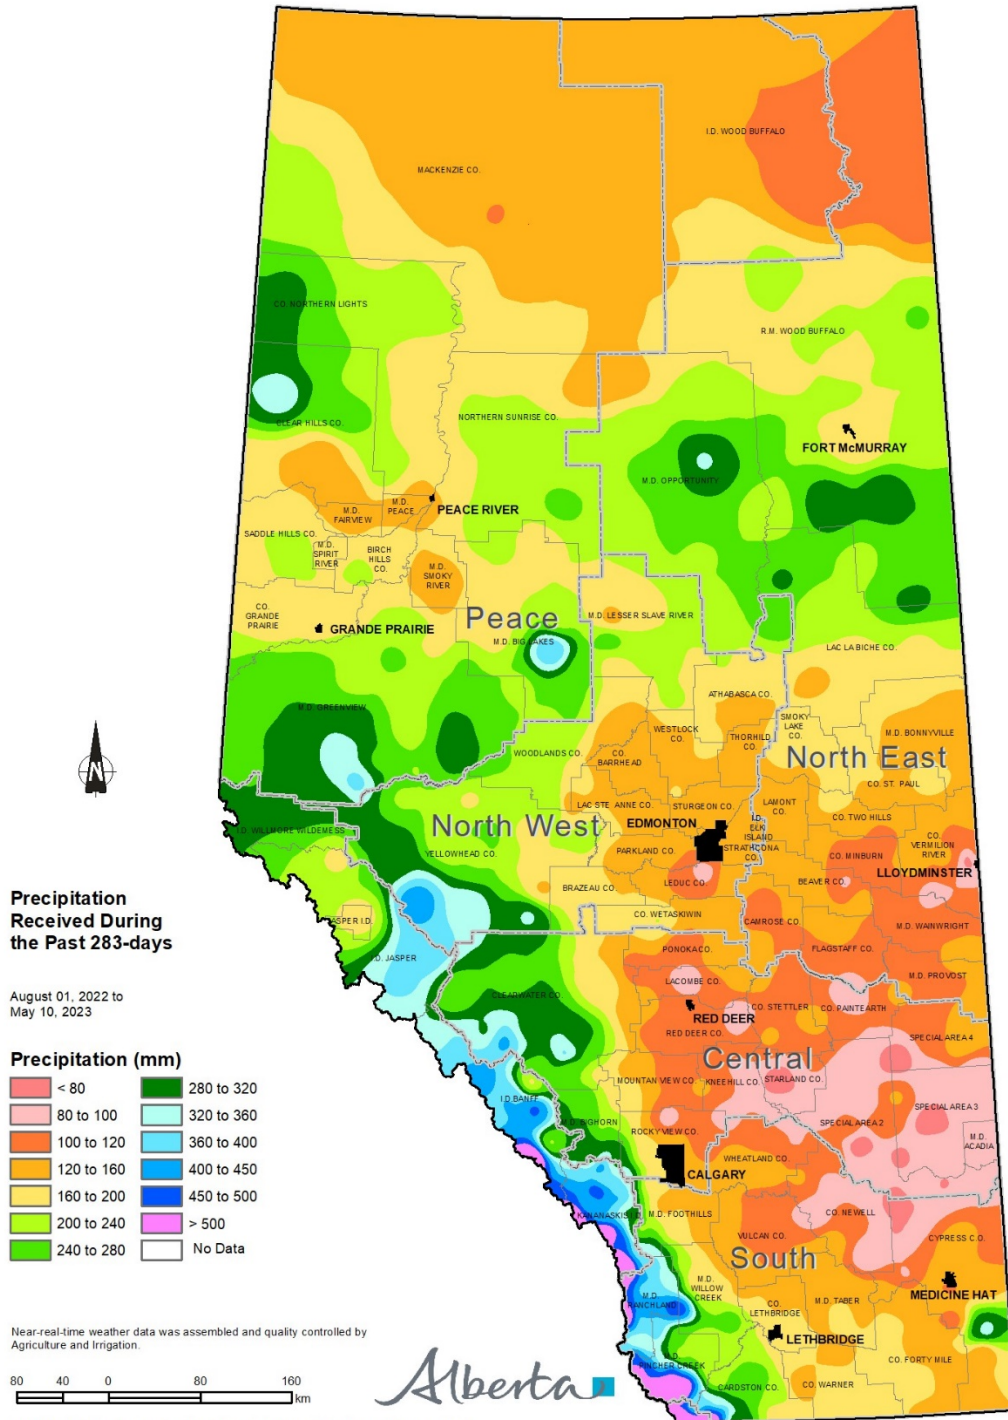 I.D. WOOD BUFFALO
MACKENZIE CO.
CO. NORTHERN LIGHTS
R.M. WOOD BUFFALO
NORTHERN SUNRISE CO.
CLEAR HILLS CO.
FORT McMURRAY
M.D. OPPORTUNITY
M.D.
PEACE
PEACE RIVER
M.D.
FAIRVIEW
SADDLE HILLS CO.
M.D.
SPIRIT
RIVER
BIRCH
HILLS
CO.
M.D.
SMOKY
RIVER
CO.
GRANDE
PRAIRIE
GRANDE PRAIRIE
Peace
M.D. LESSER SLAVE RIVER
M.D. BIG LAKES
LAC LA BICHE CO.
ATHABASCA CO.
M.D. GREENVIEW
WESTLOCK
CO.
THORHILD
CO.
SMOKY
LAKE
CO.
M.D. BONNYVILLE
WOODLANDS CO.
CO.
BARRHEAD
North East
CO. ST. PAUL
N
LAC STE ANNE CO.
STURGEON CO.
LAMONT
CO.
CO. TWO HILLS
I.D. WILLMORE WILDERNESS
North West
EDMONTON
I.D.
ELK
ISLAND
STRATHCONA
CO.
CO.
VERMILION
RIVER
YELLOWHEAD CO.
PARKLAND CO.
CO. MINBURN
LLOYDMINSTER
BRAZEAU CO.
LEDUC CO.
BEAVER CO.
Precipitation
Received During
the Past 283-days
JASPER I.D.
CO. WETASKIWIN
CAMROSE CO.
M.D. WAINWRIGHT
I.D. JASPER
PONOKA CO.
FLAGSTAFF CO.
M.D. PROVOST
August 01, 2022 to
May 10, 2023
CLEARWATER CO.
LACOMBE CO.
CO. STETTLER
CO. PAINTEARTH
RED DEER
RED DEER CO.
SPECIAL AREA 4
Central
Precipitation (mm)
< 80
80 to 100
100 to 120
120 to 160
160 to 200
200 to 240
240 to 280
280 to 320
320 to 360
360 to 400
400 to 450
450 to 500
> 500
No Data
MOUNTAN VIEW CO.
KNEEHILL CO.
STARLAND CO.
I.D.BANFF
M.D. BIGHORN
ROCKYVIEW CO.
SPECIAL AREA 2
SPECIAL AREA 3
M.D.
ACADIA
WHEATLAND CO.
CALGARY
KANANASKIS I.D.
M.D. FOOTHILLS
CO. NEWELL
VULCAN CO.
CYPRESS C.O.
South
M.D.
WILLOW
CREEK
MEDICINE HAT
M.D.
RANCHLAND
CO.
LETHBRIDGE
M.D. TABER
LETHBRIDGE
Near-real-time weather data was assembled and quality controlled by
Agriculture and Irrigation.
M.D.
PINCHER CREEK
CO. FORTY MILE
CARDSTON CO.
CO. WARNER
80 40 0 80 160
km
Alberta